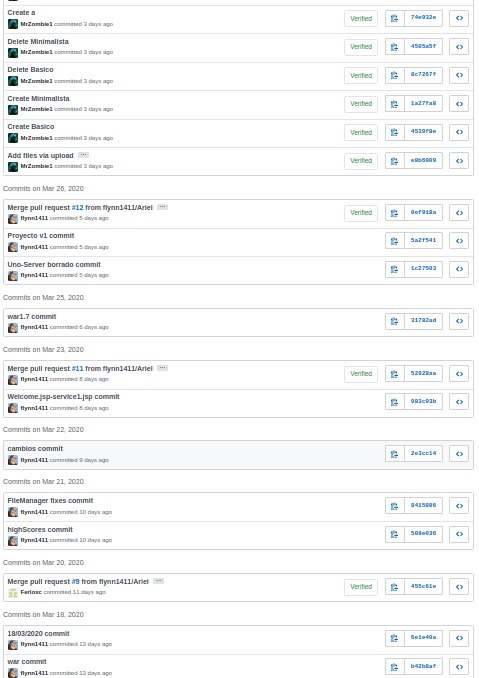 Create a
MrZombie1 committed 3 days ago
Verified
74e932e
Delete Minimalista
MrZombie1 committed 3 days ago
Verified
4505a5f
Delete Basico
MrZombie1 committed 3 days ago
Verified
8c7267f
Create Minimalista
MrZombie1 committed 3 days ago
Verified
1a27fa8
Create Basico
MrZombie1 committed 3 days ago
Verified
4539f8e
Add files via upload
MrZombie1 committed 3 days ago
Verified
e8b6909
Commits on Mar 26, 2020
Merge pull request #12 from flynn1411/Ariel
flynn1411 committed 5 days ago
Verified
0ef918a
Proyecto v1 commit
flynn1411 committed 5 days ago
5a2f541
Uno-Server borrado commit
flynn1411 committed 5 days ago
1c27503
Commits on Mar 25, 2020
war1.7 commit
flynn1411 committed 6 days ago
31782ad
Commits on Mar 23, 2020
Merge pull request #11 from flynn1411/Ariel
flynn1411 committed 8 days ago
Verified
52928aa
Welcome.jsp-service1.jsp commit
flynn1411 committed 8 days ago
983c93b
Commits on Mar 22, 2020
cambios commit
flynn1411 committed 9 days ago
2e3cc14
Commits on Mar 21, 2020
FileManager fixes commit
flynn1411 committed 10 days ago
8415886
highScores commit
flynn1411 committed 10 days ago
509e036
Commits on Mar 20, 2020
Merge pull request #9 from flynn1411/Ariel
Ferlosc committed 11 days ago
Verified
455c61e
Commits on Mar 18, 2020
18/03/2020 commit
flynn1411 committed 13 days ago
6e1e40a
war commit
flynn1411 committed 13 days ago
b42b8af